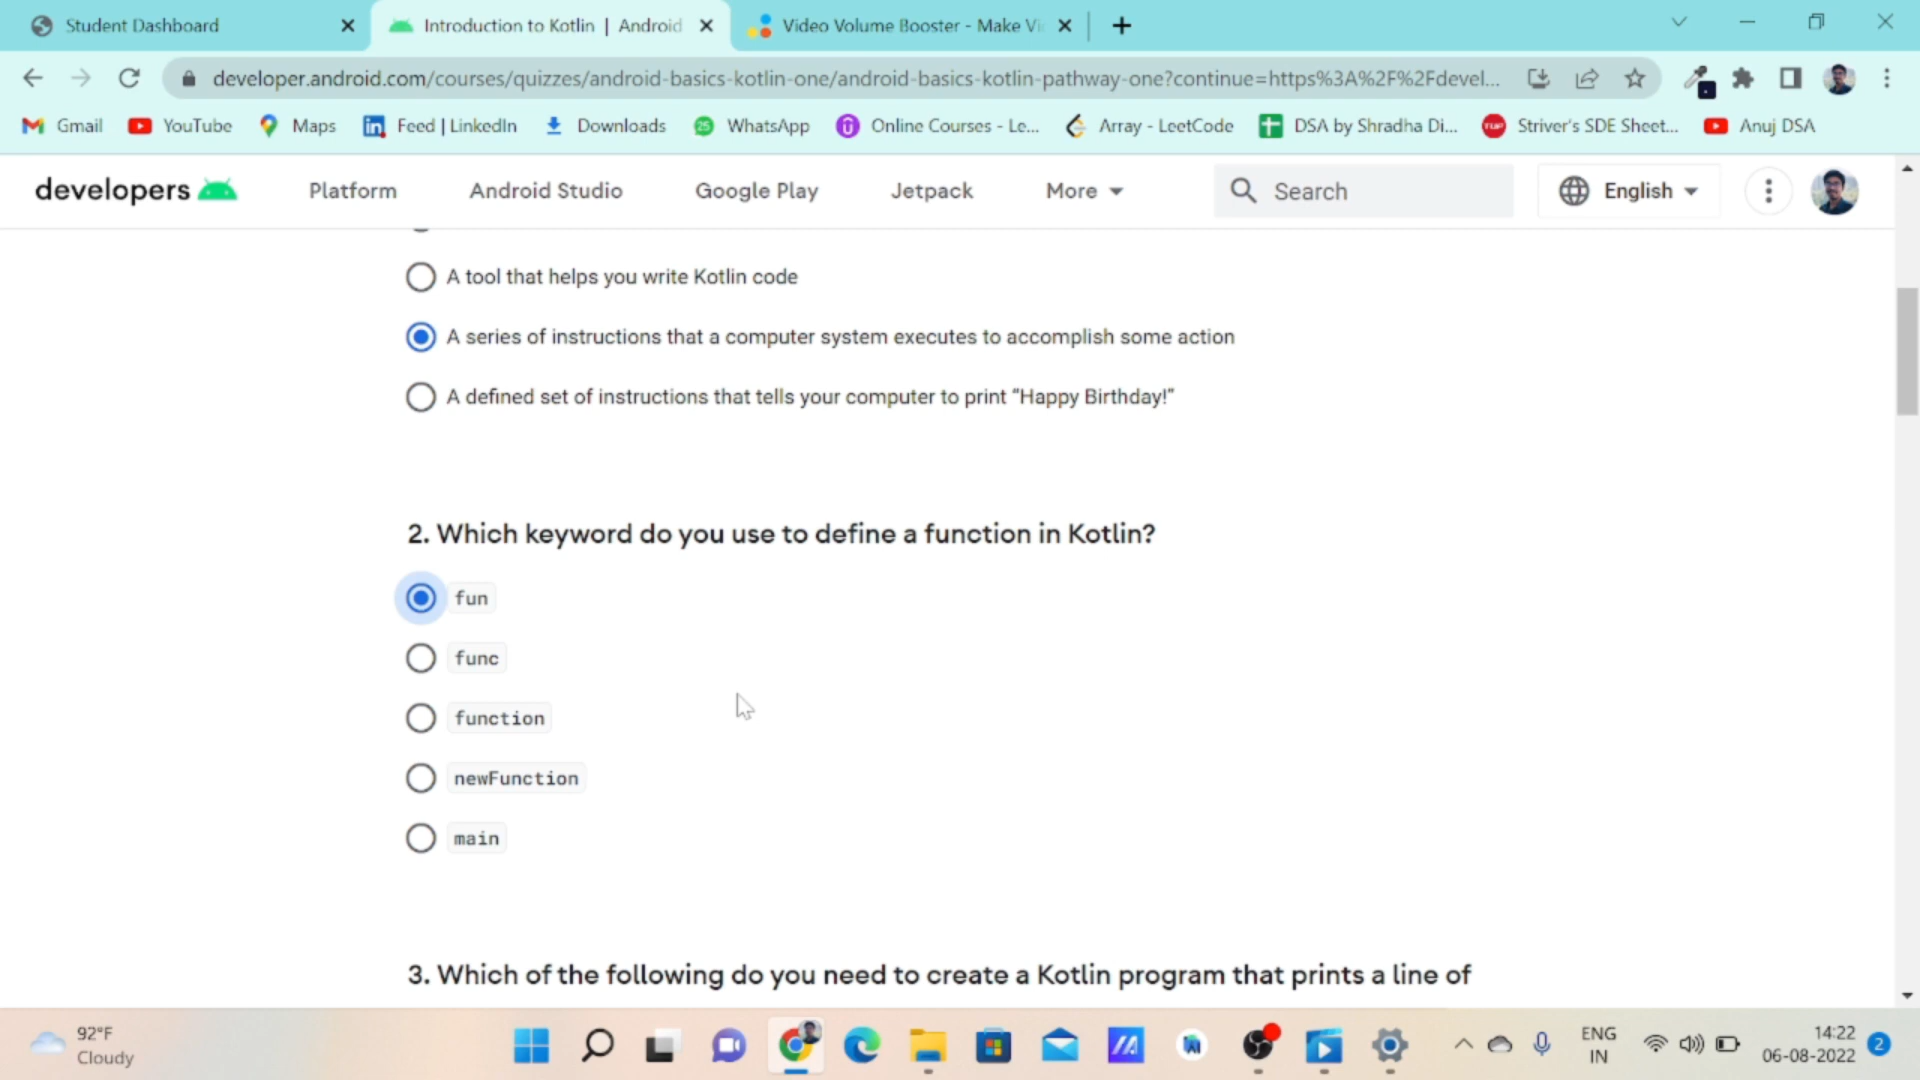 Student Dashboard
Introduction to Kotlin | Android
Video Volume Booster - Make Vi
developer.android.com/courses/quizzes/android-basics-kotlin-one/android-basics-kotlin-pathway-one?continue=https%3A%2F%2Fdevel...
Gmail
YouTube
Maps
Feed | LinkedIn
Downloads
25
WhatsApp
Online Courses - Le...
Array - LeetCode
DSA by Shradha Di...
Striver's SDE Sheet...
Anuj DSA
developers
Platform
Android Studio
Google Play
Jetpack
More
Search
English
A tool that helps you write Kotlin code
A series of instructions that a computer system executes to accomplish some action
A defined set of instructions that tells your computer to print “Happy Birthday!”
2. Which keyword do you use to define a function in Kotlin?
fun
func
function
newFunction
main
3. Which of the following do you need to create a Kotlin program that prints a line of
92°F
Cloudy
ENG
IN
14:22
06-08-2022
2